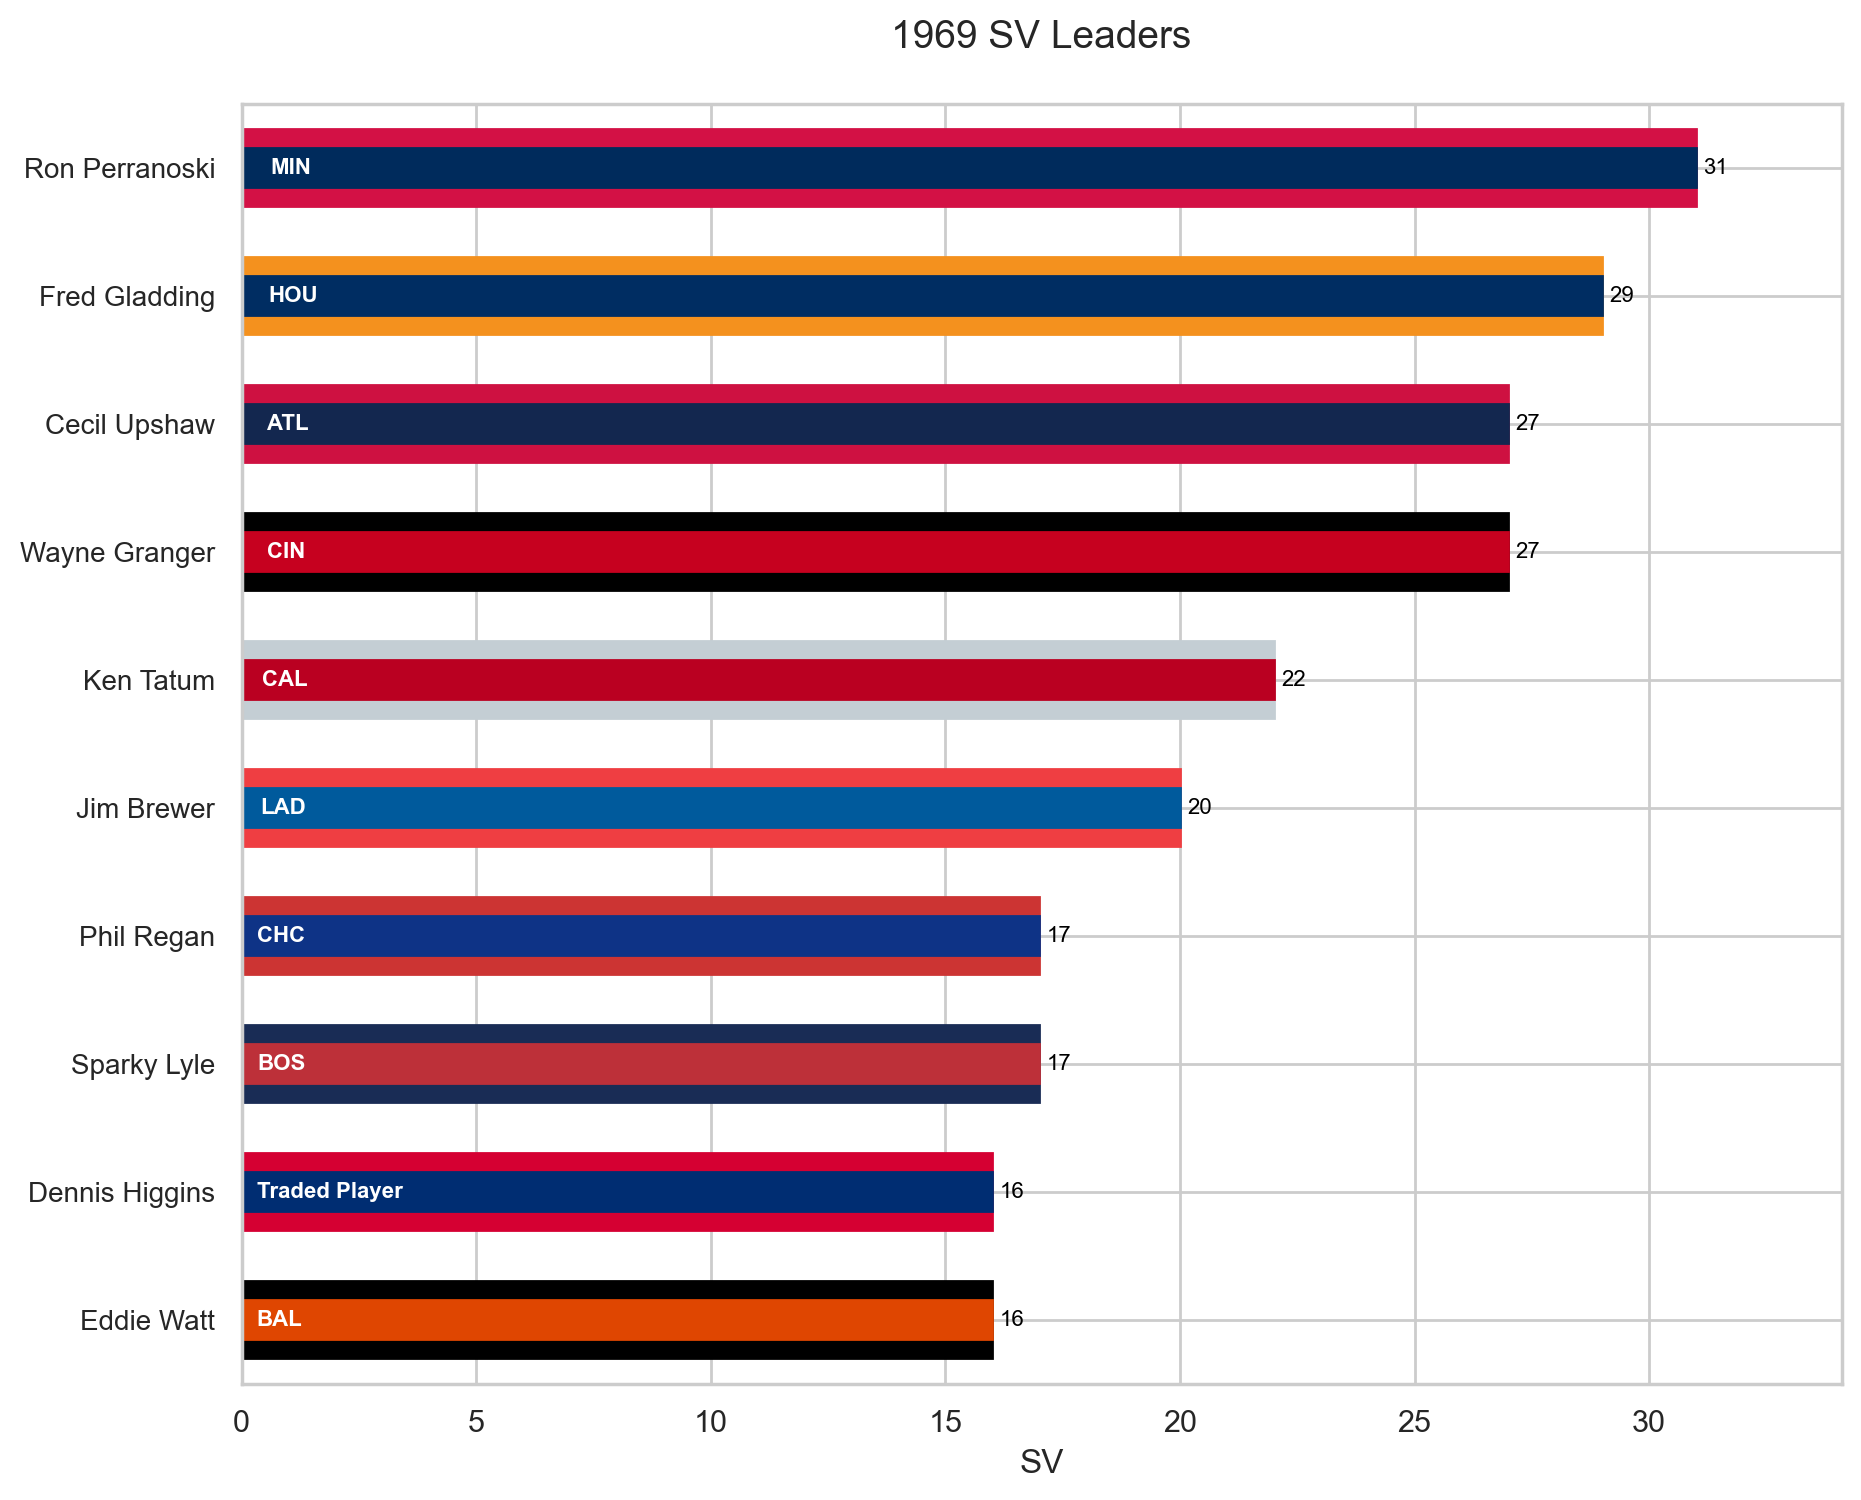 1969 SV Leaders
Ron Perranoski MIN 31
Fred Gladding HOU 29
Cecil Upshaw ATL 27
Wayne Granger CIN 27
Ken Tatum CAL 22
Jim Brewer LAD 20
Phil Regan CHC 17
Sparky Lyle BOS 17
Dennis Higgins Traded Player 16
Eddie Watt BAL 16
0 5 10 15 20 25 30
SV